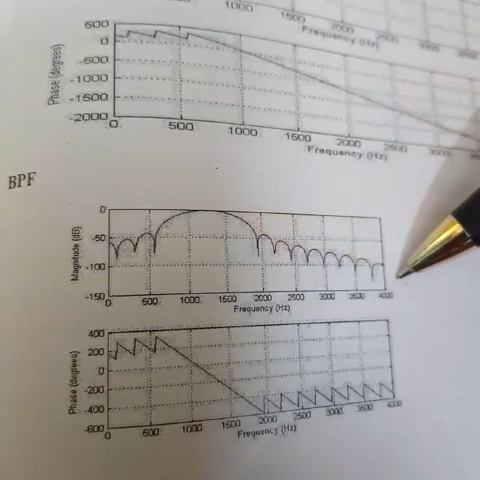 1000 1500 2000 2500
Frequency (Hz)
Phase (degrees)
500
0
-500
-1000
-1500
-2000
0 500 1000 1500 2000 2500 3000
Frequency (Hz)
BPF
Magnitude (dB)
0
-50
-100
-150
0 500 1000 1500 2000 2500 3000 3500 4000
Frequency (Hz)
Phase (degrees)
400
200
0
-200
-400
-600
0 500 1000 1500 2000 2500 3000 3500 4000
Frequency (Hz)